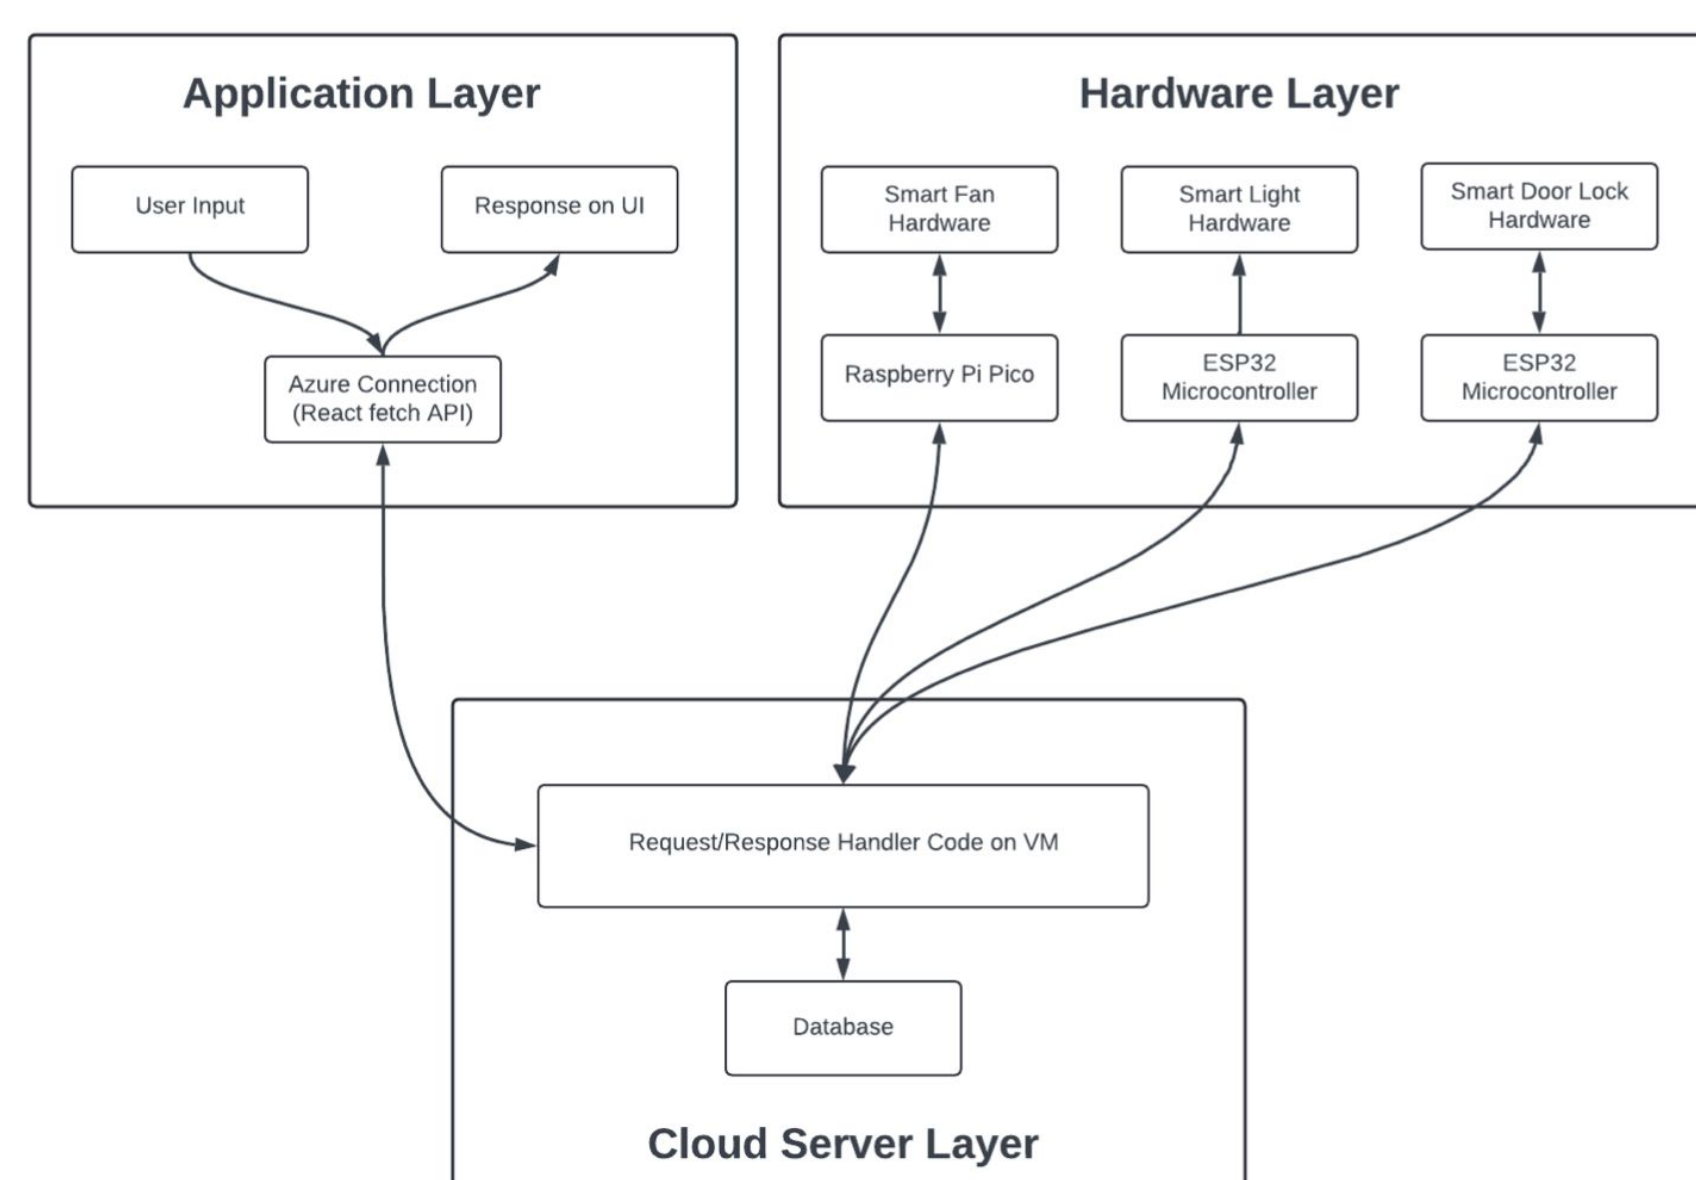 Application Layer
User Input
Response on UI
Azure Connection
(React fetch API)
Hardware Layer
Smart Fan
Hardware
Smart Light
Hardware
Smart Door Lock
Hardware
Raspberry Pi Pico
ESP32
Microcontroller
ESP32
Microcontroller
Request/Response Handler Code on VM
Database
Cloud Server Layer